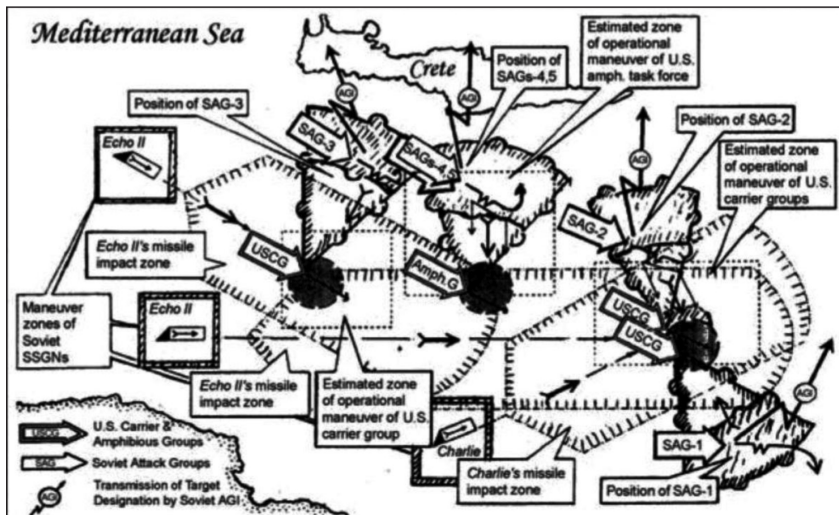 Mediterranean Sea
Crete
Estimated zone
of operational
maneuver of U.S.
amph. task force
Position of
SAGs-4,5
Position of SAG-3
Position of SAG-2
Estimated zone
of operational
maneuver of U.S.
carrier groups
AGI
AGI
AGI
Echo II
SAG-3
SAGs-4,5
SAG-2
Echo II's missile
impact zone
USCG
Amph.G
USCG
USCG
Maneuver
zones of
Soviet
SSGNs
Echo II
Echo II's missile
impact zone
Estimated zone
of operational
maneuver of U.S.
carrier group
Charlie
Charlie's missile
impact zone
AGI
SAG-1
Position of SAG-1
USCG
U.S. Carrier &
Amphibious Groups
SAG
Soviet Attack Groups
AGI
Transmission of Target
Designation by Soviet AGI